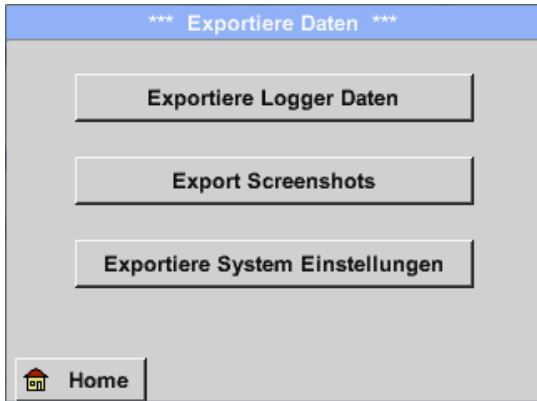 *** Exportiere Daten ***
Exportiere Logger Daten
Export Screenshots
Exportiere System Einstellungen
Home